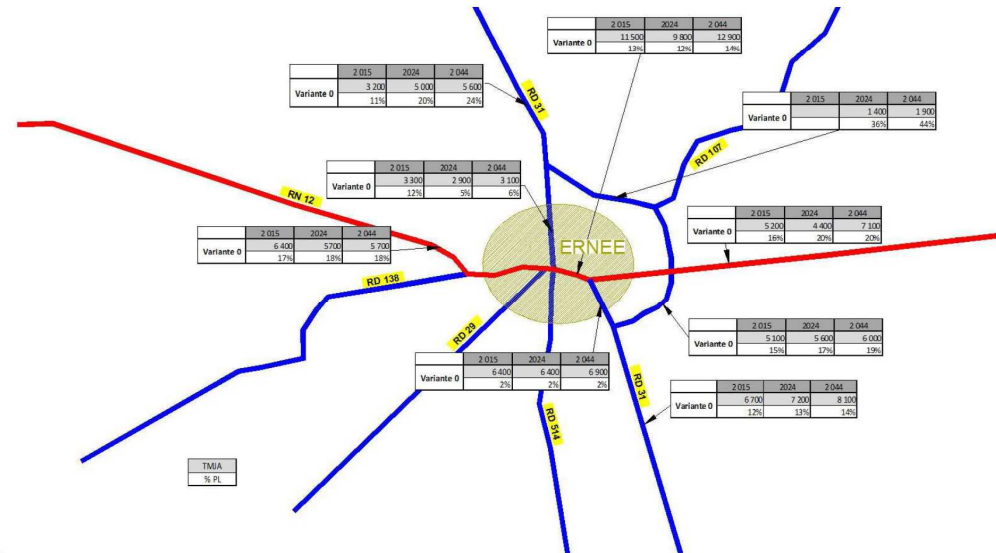 2 015 2024 2 044
Variante 0 11 500 9 800 12 900
13% 12% 14%
2 015 2024 2 044
Variante 0 3 200 5 000 5 600
11% 20% 24%
RD 31
2 015 2024 2 044
Variante 0 1 400 1 900
36% 44%
RD 107
2 015 2024 2 044
Variante 0 3 300 2 900 3 100
12% 5% 6%
RN 12
2 015 2024 2 044
Variante 0 5 200 4 400 7 100
16% 20% 20%
2 015 2024 2 044
Variante 0 6 400 5700 5 700
17% 18% 18%
ERNEE
RD 138
RD 29
2 015 2024 2 044
Variante 0 5 100 5 600 6 000
15% 17% 19%
2 015 2024 2 044
Variante 0 6 400 6 400 6 900
2% 2% 2%
RD 31
2 015 2024 2 044
Variante 0 6 700 7 200 8 100
12% 13% 14%
RD 514
TMJA
% PL